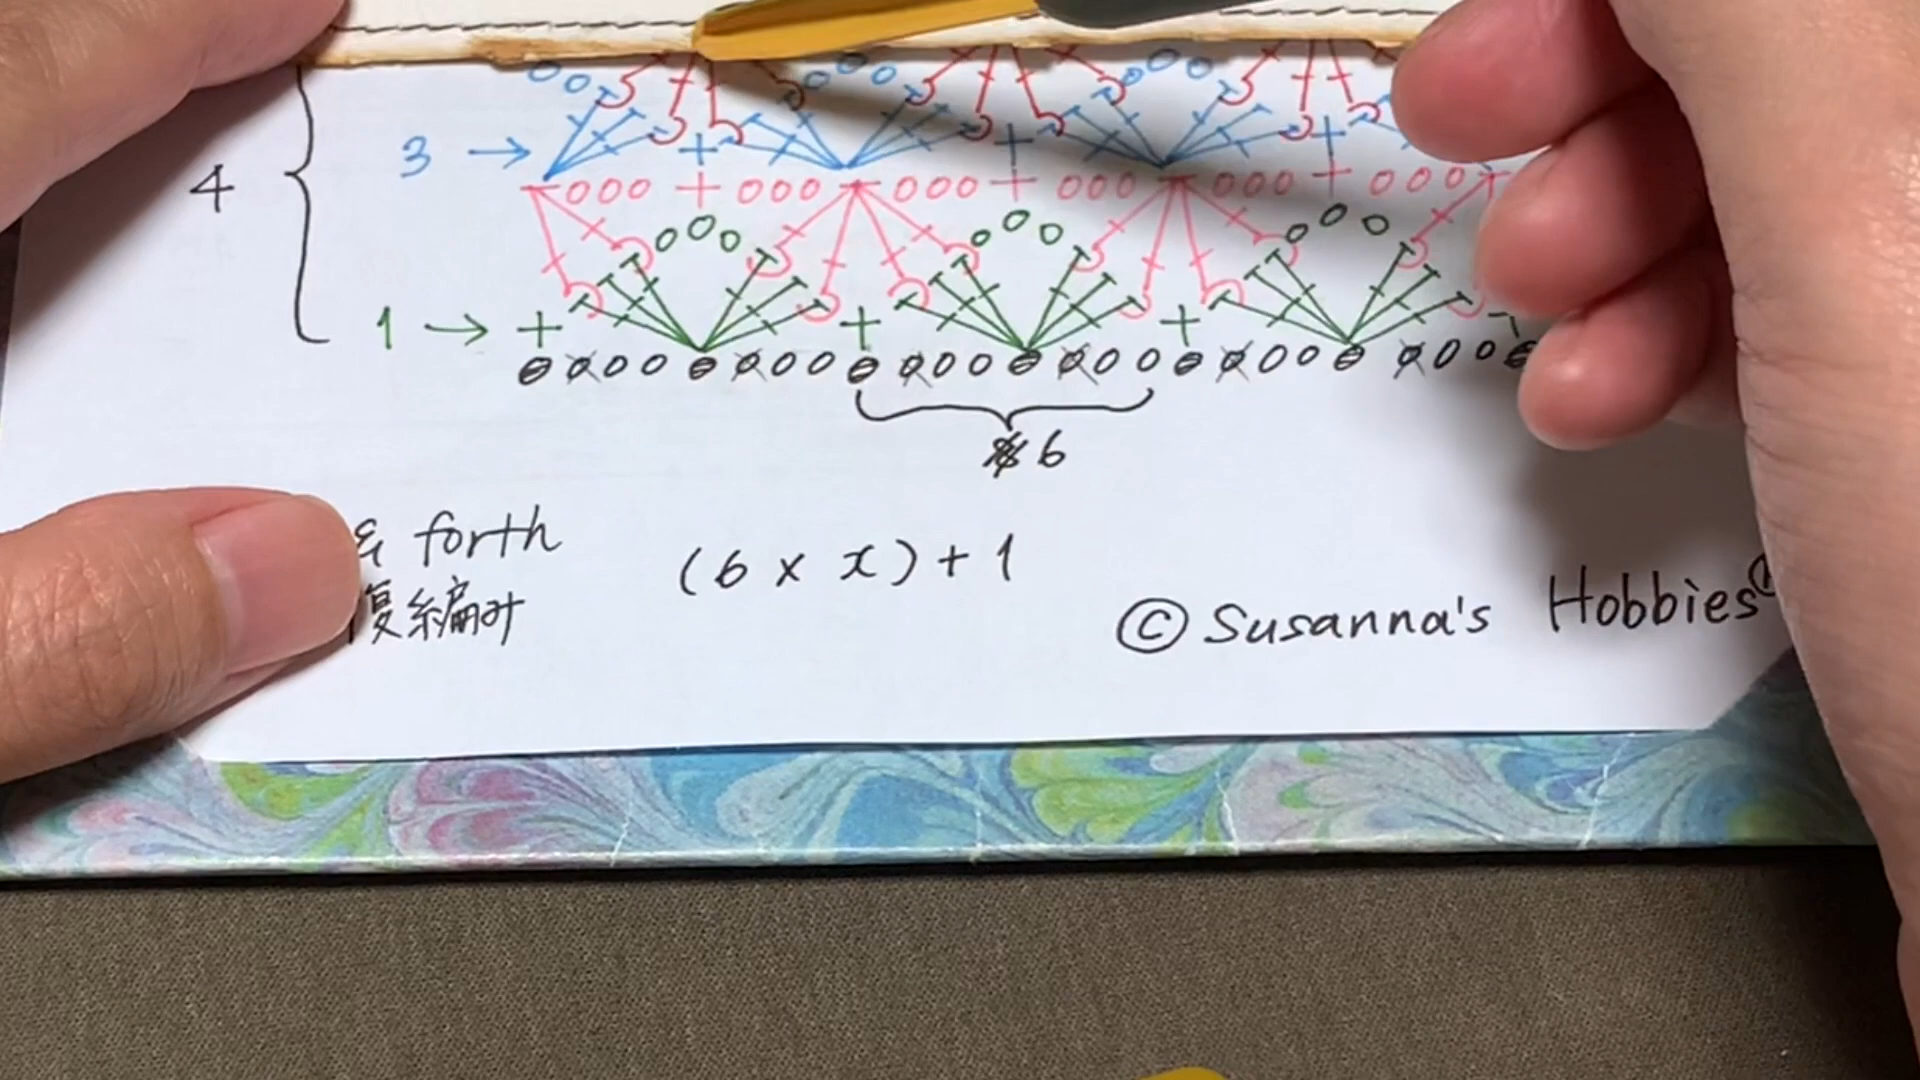 3 →
4
1 →
6
& forth
復編み
(6 x x) + 1
© Susanna's Hobbies